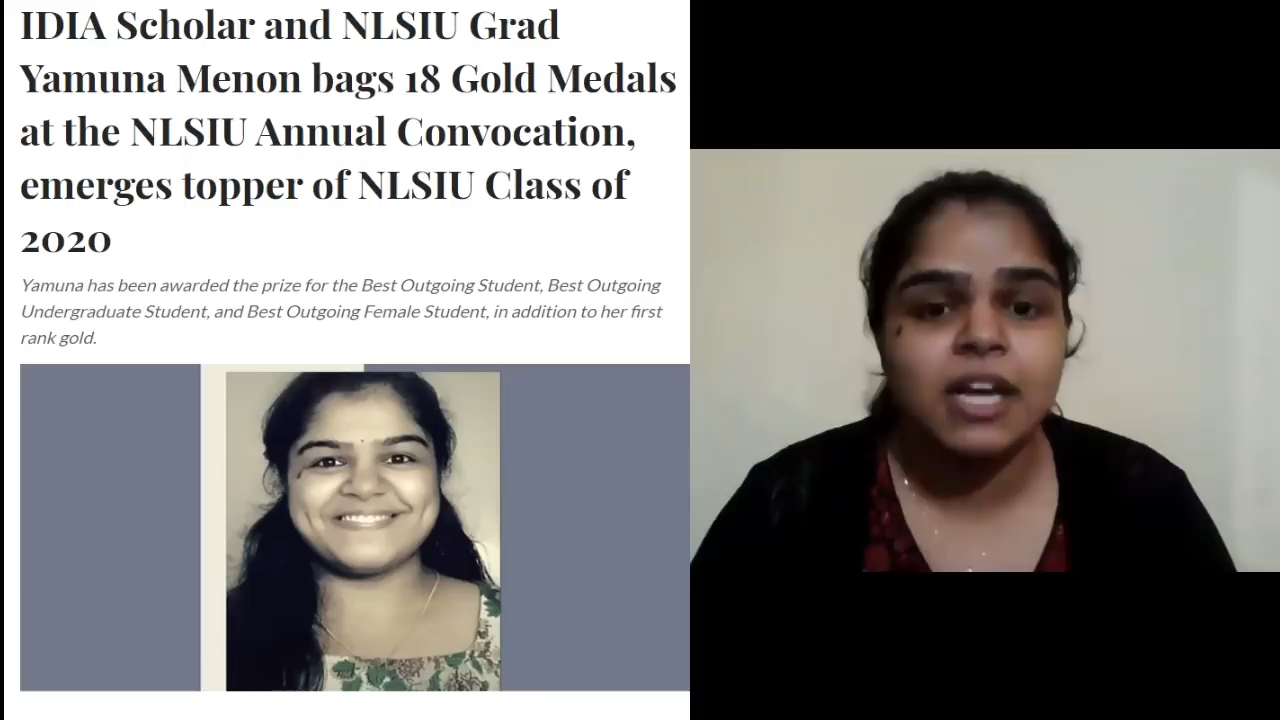 IDIA Scholar and NLSIU Grad
Yamuna Menon bags 18 Gold Medals
at the NLSIU Annual Convocation,
emerges topper of NLSIU Class of
2020
Yamuna has been awarded the prize for the Best Outgoing Student, Best Outgoing
Undergraduate Student, and Best Outgoing Female Student, in addition to her first
rank gold.